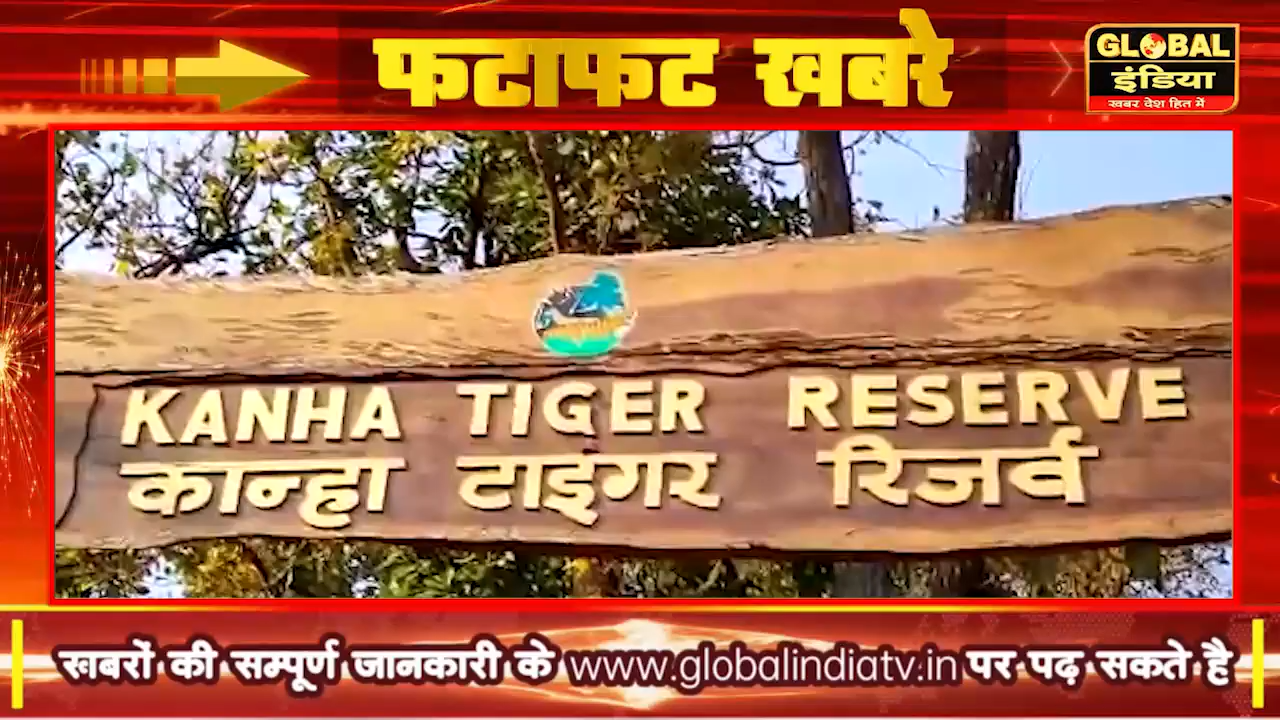 फटाफट खबरे
GLOBAL
इंडिया
खबर देश हित में
KANHA TIGER RESERVE
कान्हा टाइगर रिजर्व
खबरों की सम्पूर्ण जानकारी के www.globalindiatv.in पर पढ़ सकते है